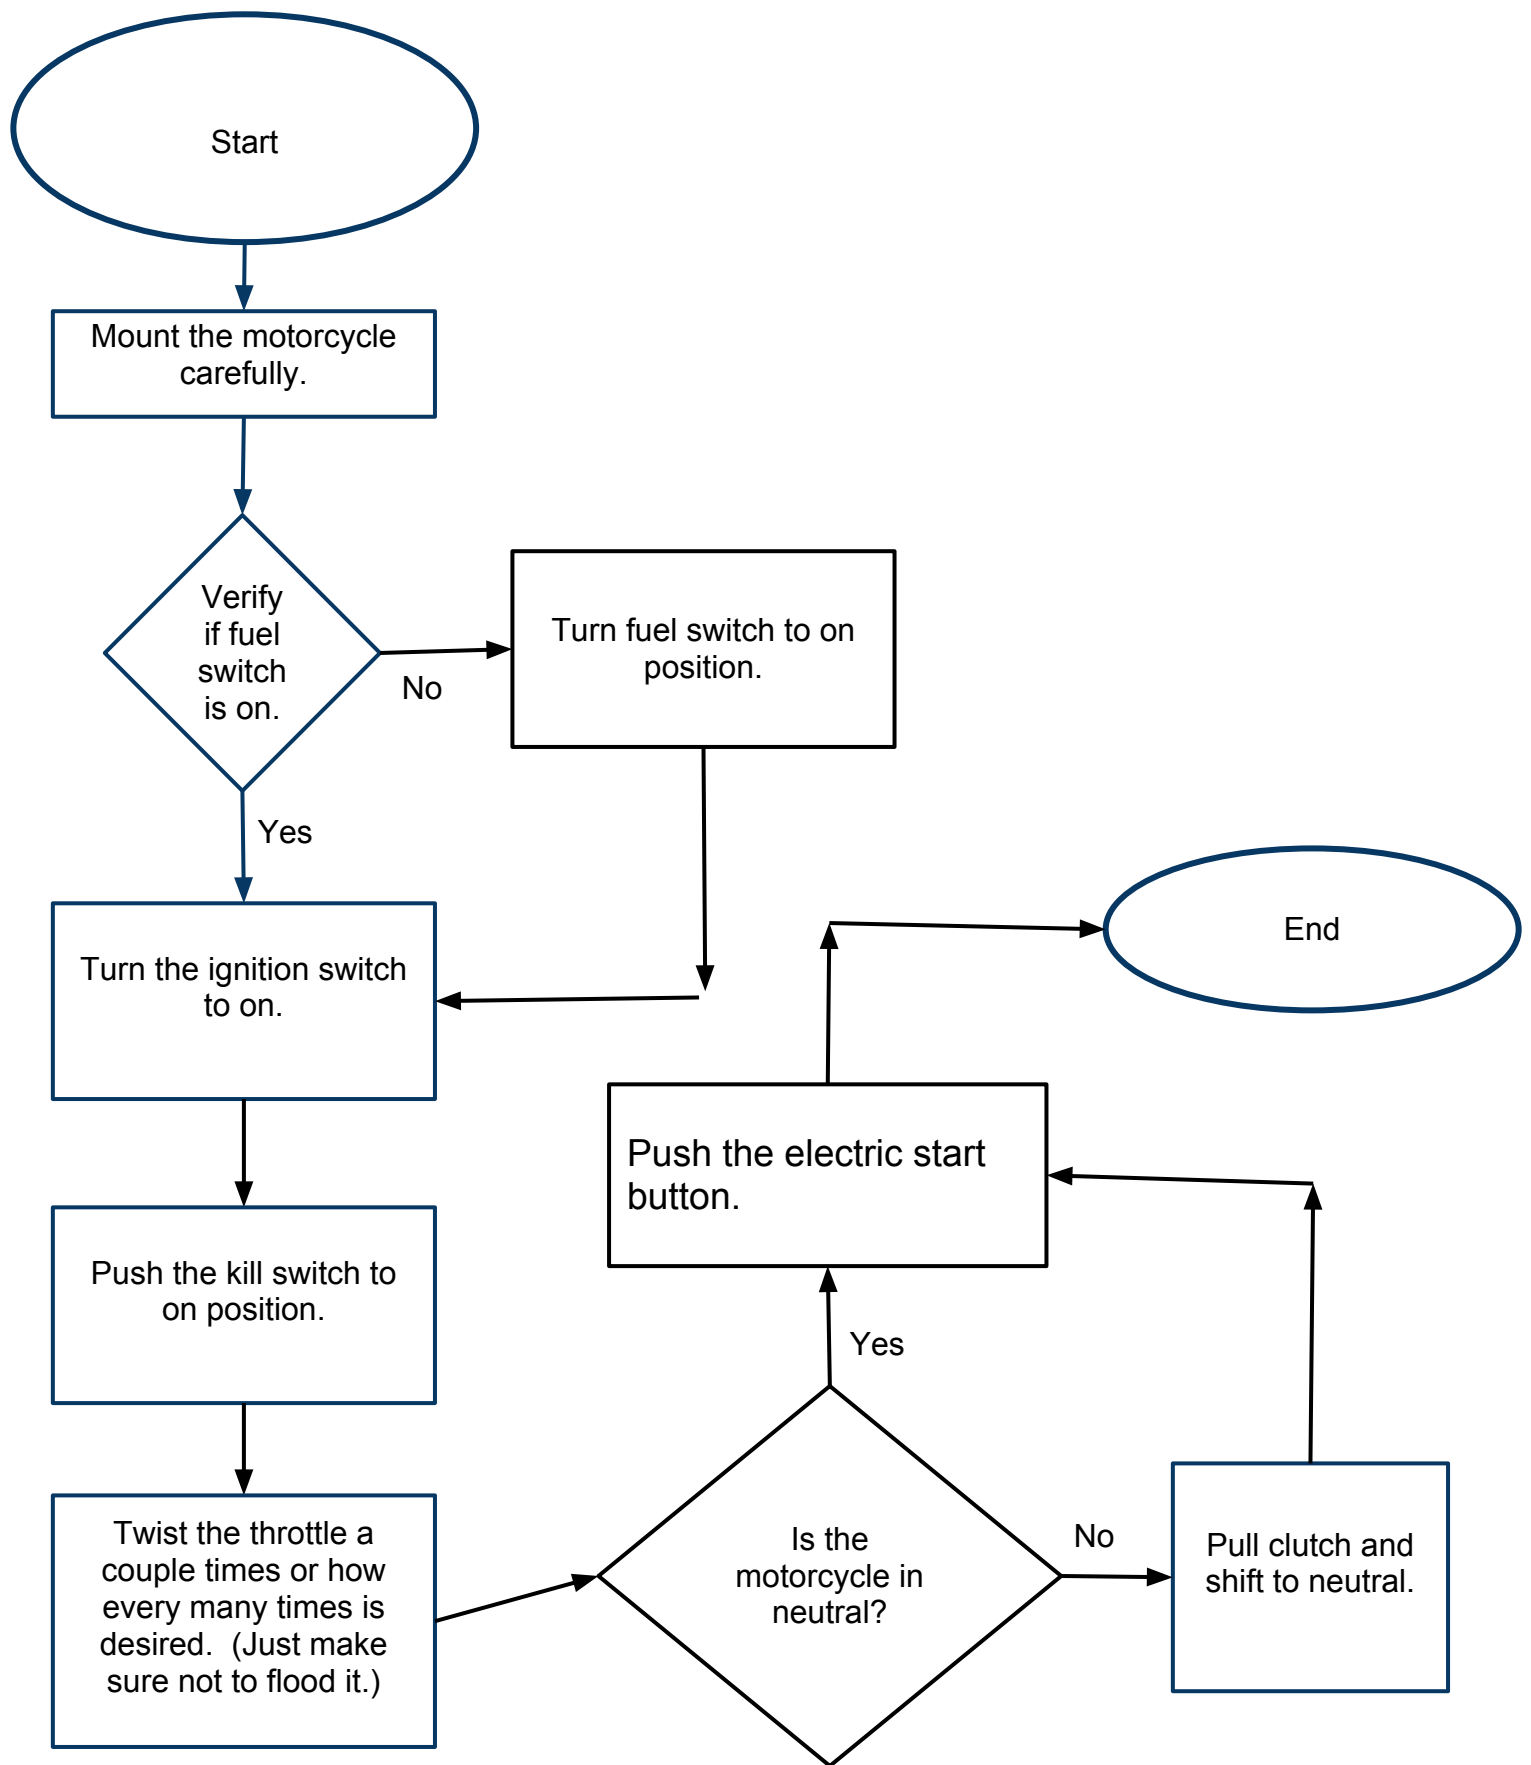 Start
Mount the motorcycle
carefully.
Verify
if fuel
switch
is on.
No
Turn fuel switch to on
position.
Yes
Turn the ignition switch
to on.
Push the kill switch to
on position.
Twist the throttle a
couple times or how
every many times is
desired.  (Just make
sure not to flood it.)
Is the
motorcycle in
neutral?
No
Pull clutch and
shift to neutral.
Yes
Push the electric start
button.
End